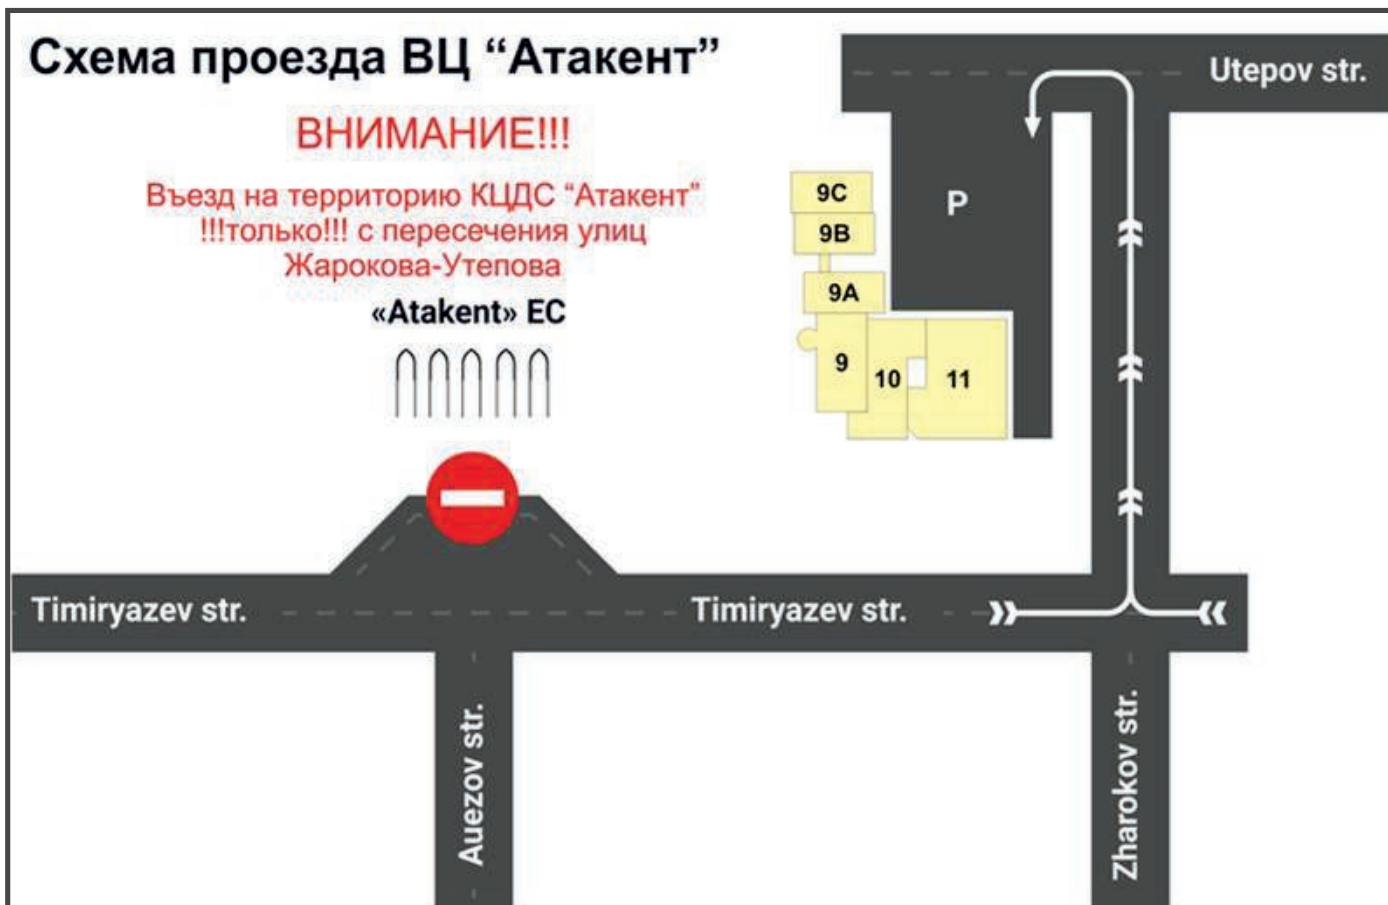 Схема проезда ВЦ “Атакент”
ВНИМАНИЕ!!!
Въезд на территорию КЦДС “Атакент”
!!!только!!! с пересечения улиц
Жарокова-Утепова
«Atakent» EC
Utepov str.
P
9C
9B
9A
9
10
11
Timiryazev str.
Timiryazev str.
Auezov str.
Zharokov str.